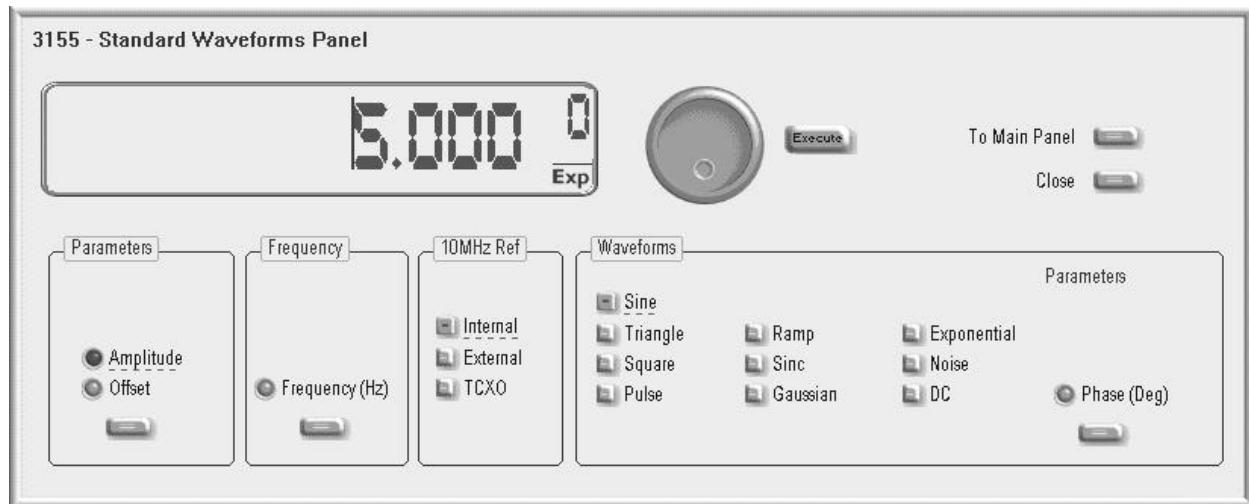 3155 - Standard Waveforms Panel
5.000 0
Exp
Execute
To Main Panel
Close
Parameters
Amplitude
Offset
Frequency
Frequency (Hz)
10MHz Ref
Internal
External
TCXO
Waveforms
Parameters
Sine
Triangle Ramp Exponential
Square Sinc Noise
Pulse Gaussian DC
Phase (Deg)